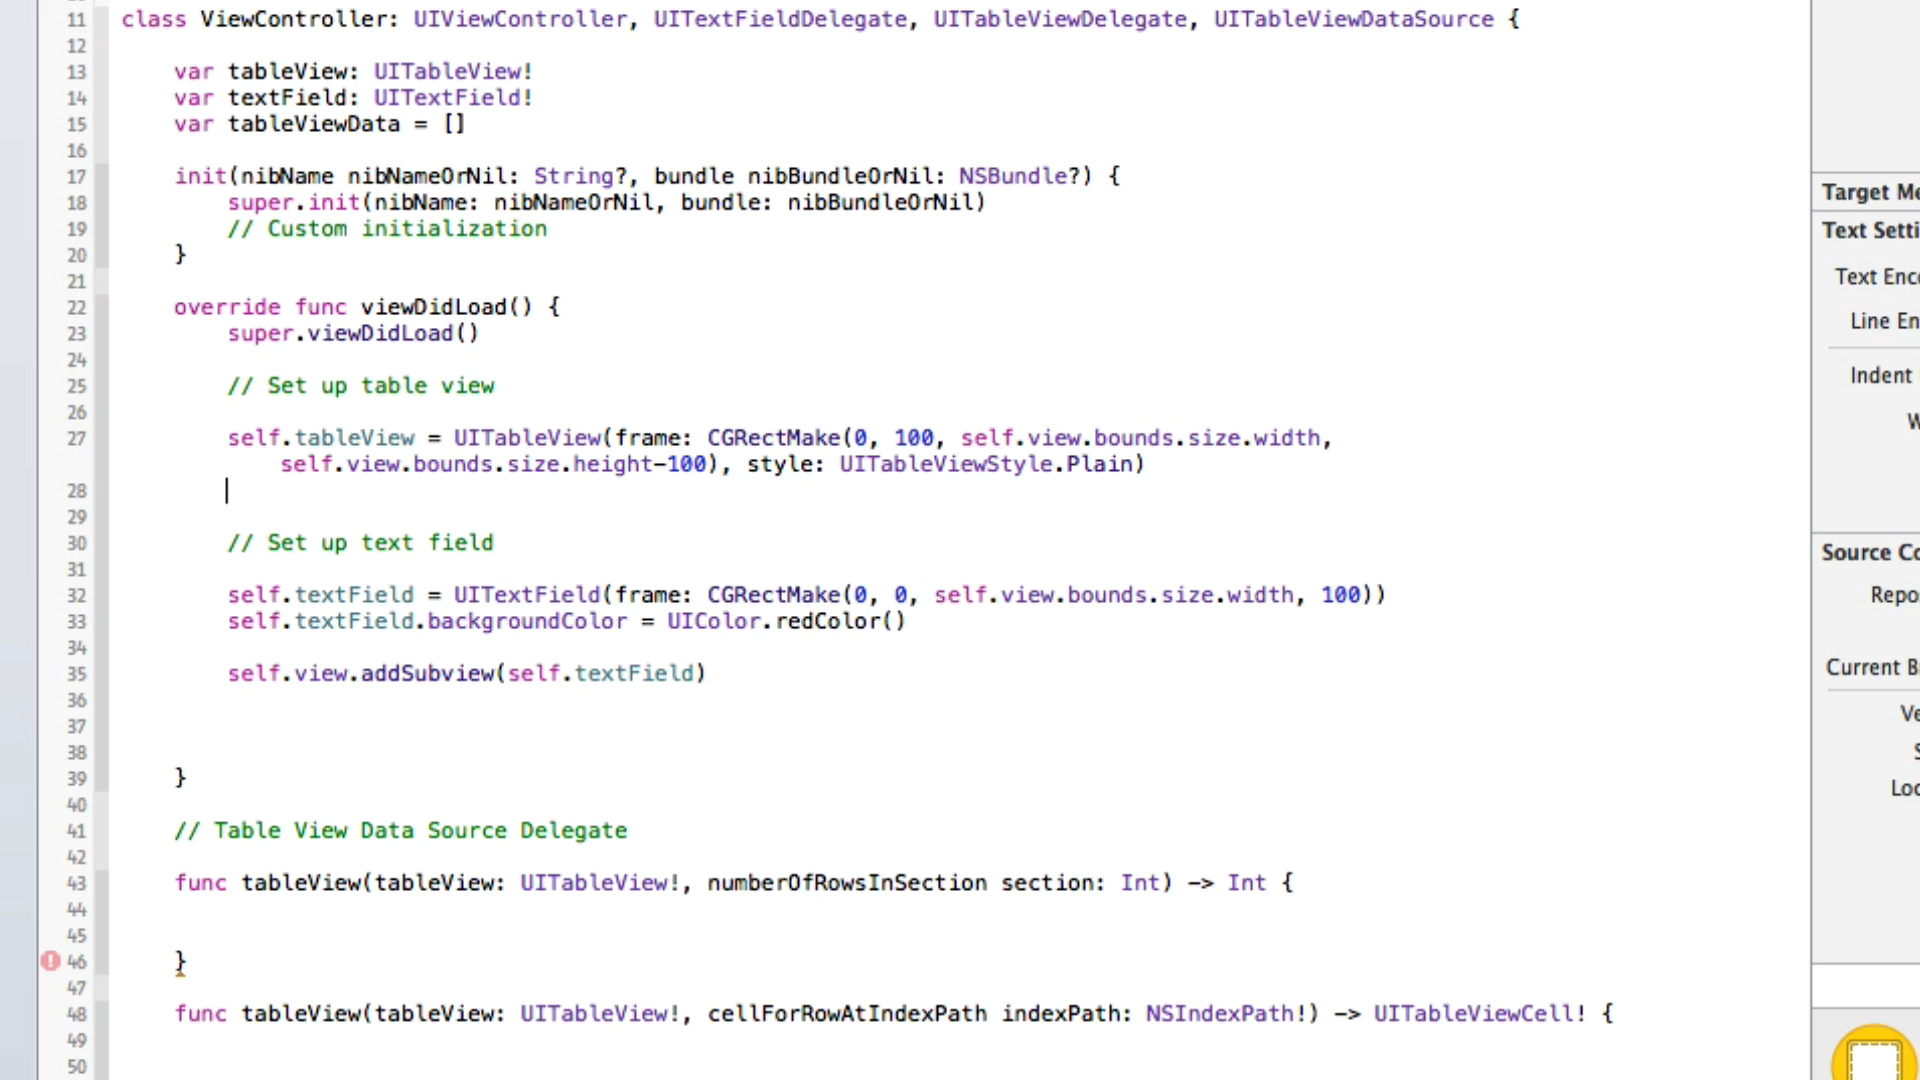 11 class ViewController: UIViewController, UITextFieldDelegate, UITableViewDelegate, UITableViewDataSource {
12
13 var tableView: UITableView!
14 var textField: UITextField!
15 var tableViewData = []
16
17 init(nibName nibNameOrNil: String?, bundle nibBundleOrNil: NSBundle?) {
18 super.init(nibName: nibNameOrNil, bundle: nibBundleOrNil)
19 // Custom initialization
20 }
21
22 override func viewDidLoad() {
23 super.viewDidLoad()
24
25 // Set up table view
26
27 self.tableView = UITableView(frame: CGRectMake(0, 100, self.view.bounds.size.width,
self.view.bounds.size.height-100), style: UITableViewStyle.Plain)
28
29
30 // Set up text field
31
32 self.textField = UITextField(frame: CGRectMake(0, 0, self.view.bounds.size.width, 100))
33 self.textField.backgroundColor = UIColor.redColor()
34
35 self.view.addSubview(self.textField)
36
37
38
39 }
40
41 // Table View Data Source Delegate
42
43 func tableView(tableView: UITableView!, numberOfRowsInSection section: Int) -> Int {
44
45
46 }
47
48 func tableView(tableView: UITableView!, cellForRowAtIndexPath indexPath: NSIndexPath!) -> UITableViewCell! {
49
50
Target Me
Text Setti
Text Enco
Line En
Indent
W
Source Co
Repo
Current B
Ve
S
Loc